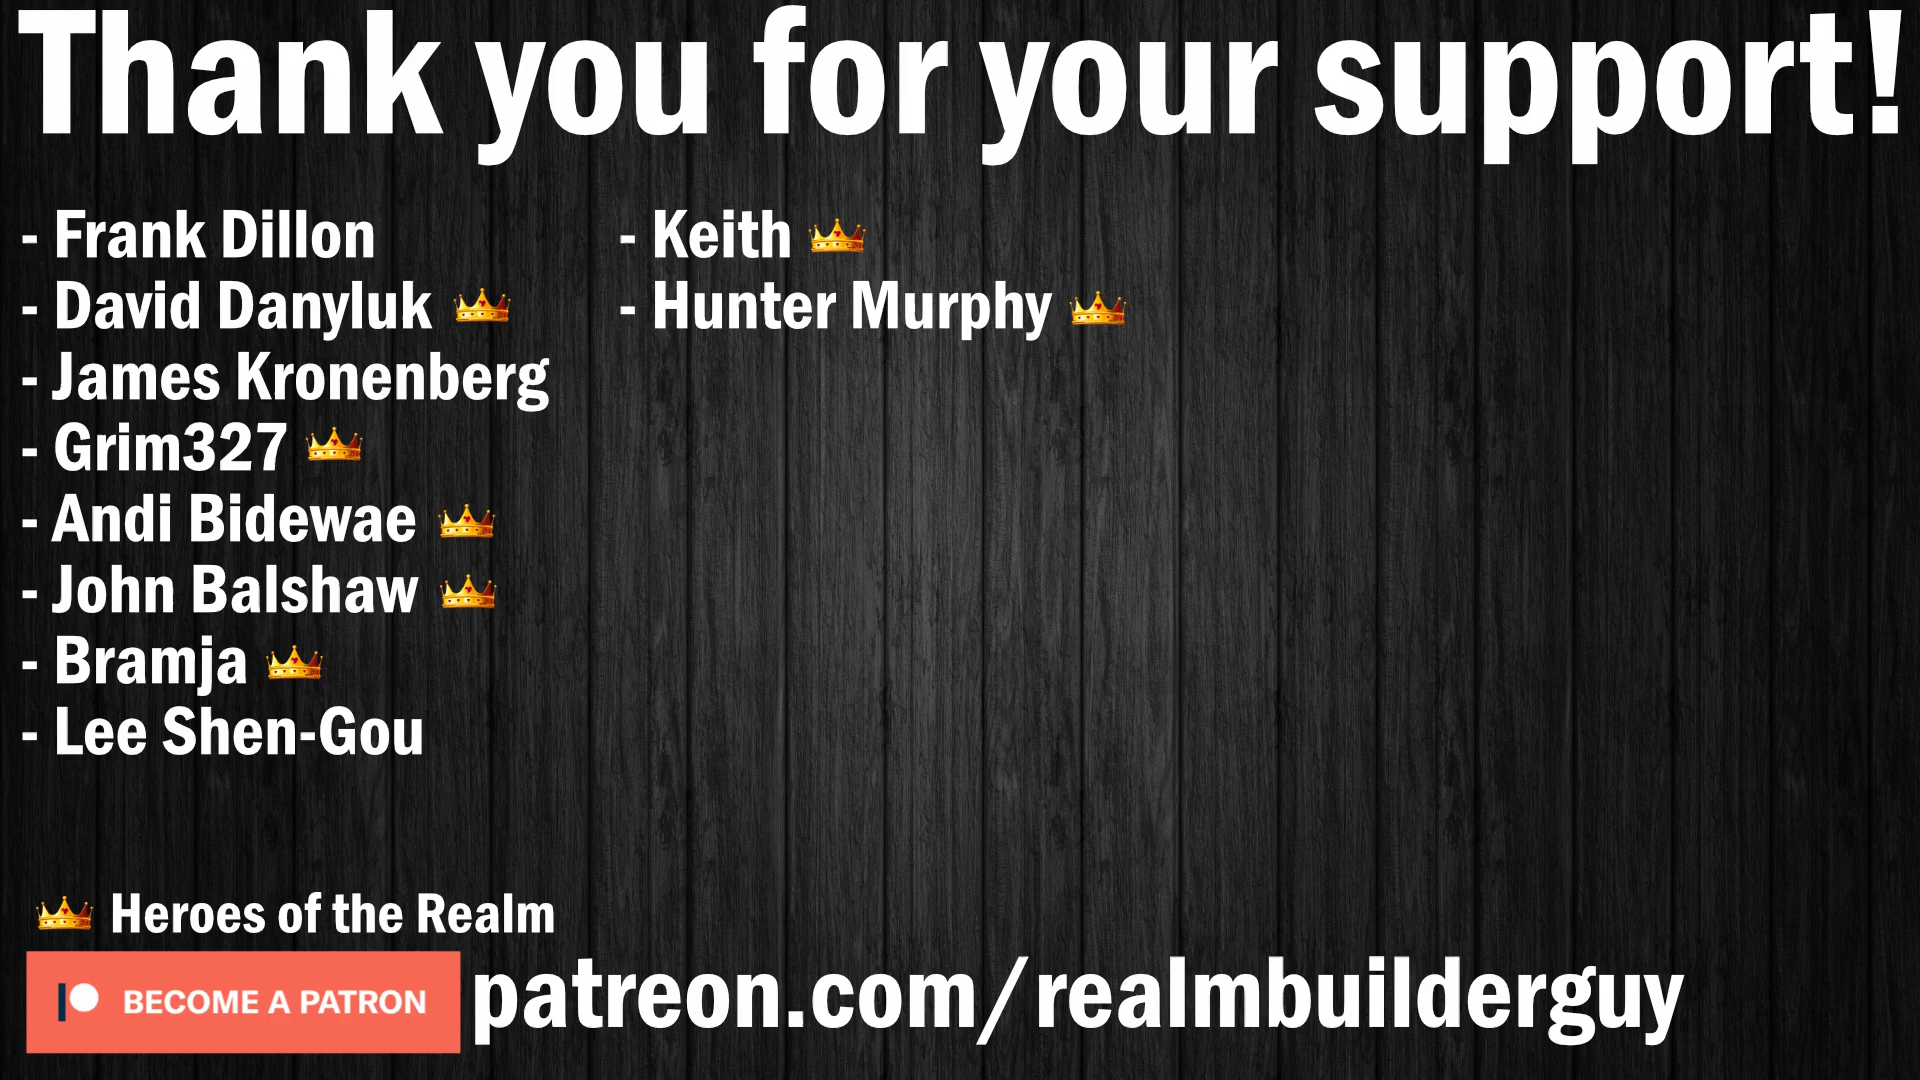 Thank you for your support!
- Frank Dillon
- David Danyluk
- James Kronenberg
- Grim327
- Andi Bidewae
- John Balshaw
- Bramja
- Lee Shen-Gou
- Keith
- Hunter Murphy
Heroes of the Realm
BECOME A PATRON
patreon.com/realmbuilderguy